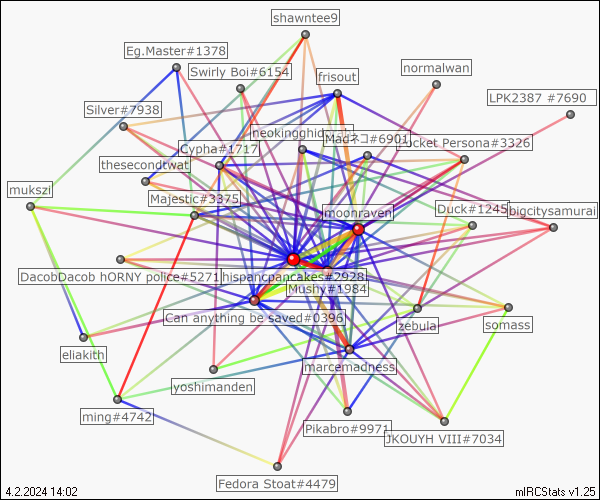 shawntee9
Eg.Master#1378
Swirly Boi#6154
frisout
normalwan
LPK2387 #7690
Silver#7938
Cypha#1717
Madネコ#6901
Persona#3326
thesecondtwat
Majestic#3375
mukszi
moonraven
Duck#1245
bigcitysamurai
DacobDacob hORNY police#5271
hispancpancakes#2928
Mushy#1984
Can anything be saved#0396
zebula
somass
eliakith
marcemadness
yoshimanden
ming#4742
Pikabro#9971
JKOUYH VIII#7034
Fedora Stoat#4479
4.2.2024 14:02
mIRCStats v1.25